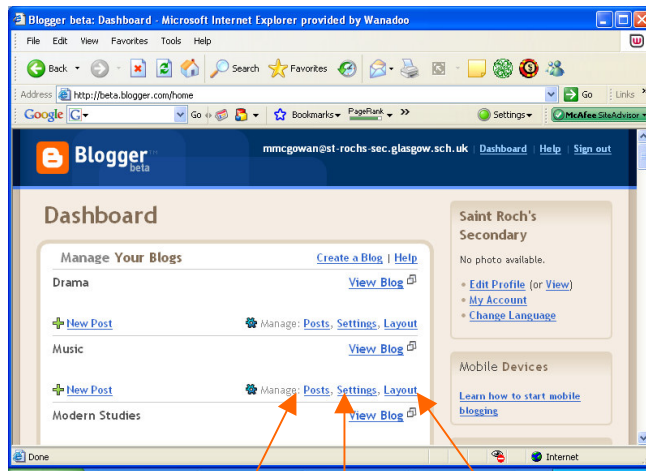 Blogger beta: Dashboard - Microsoft Internet Explorer provided by Wanadoo
File Edit View Favorites Tools Help
Back Search Favorites
Address http://beta.blogger.com/home Go Links »
Google G Go Bookmarks PageRank » Settings McAfee SiteAdvisor
Blogger beta mmcgowan@st-rochs-sec.glasgow.sch.uk | Dashboard | Help | Sign out
Dashboard
Manage Your Blogs Create a Blog | Help
Drama View Blog
New Post Manage: Posts, Settings, Layout
Music View Blog
New Post Manage: Posts, Settings, Layout
Modern Studies View Blog
Saint Roch's
Secondary
No photo available.
Edit Profile (or View)
My Account
Change Language
Mobile Devices
Learn how to start mobile
blogging
Done Internet